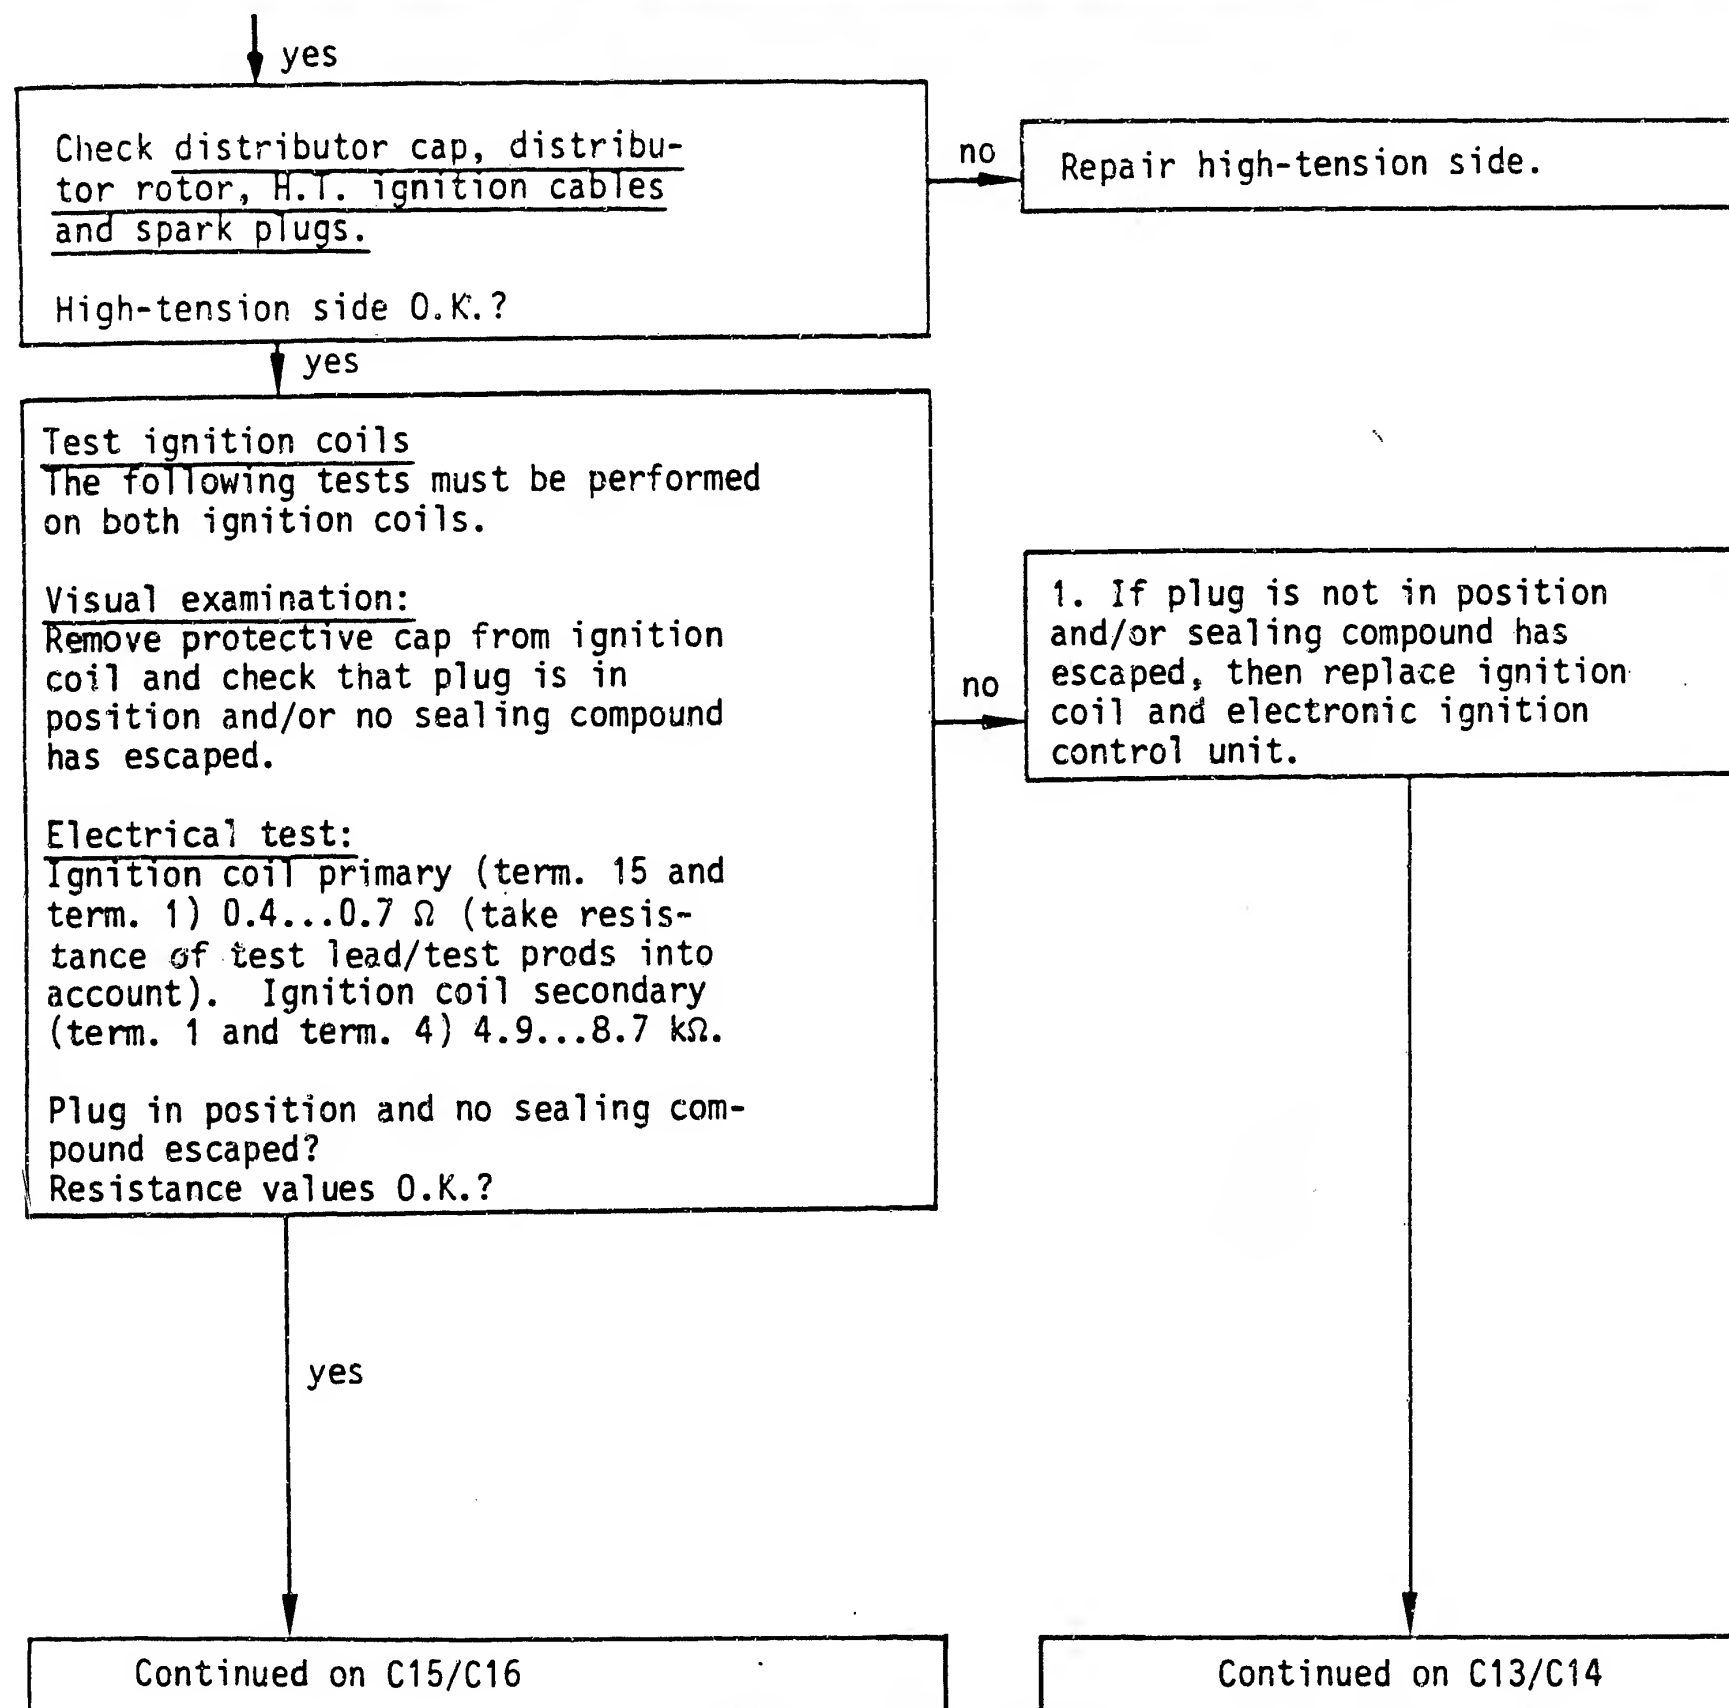 yes
Check distributor cap, distribu-
tor rotor, H.T. ignition cables
and spark plugs.
High-tension side O.K.?
no
Repair high-tension side.
yes
Test ignition coils
The following tests must be performed
on both ignition coils.
Visual examination:
Remove protective cap from ignition
coil and check that plug is in
position and/or no sealing compound
has escaped.
Electrical test:
Ignition coil primary (term. 15 and
term. 1) 0.4...0.7 Ω (take resis-
tance of test lead/test prods into
account). Ignition coil secondary
(term. 1 and term. 4) 4.9...8.7 kΩ.
Plug in position and no sealing com-
pound escaped?
Resistance values O.K.?
no
1. If plug is not in position
and/or sealing compound has
escaped, then replace ignition
coil and electronic ignition
control unit.
yes
Continued on C15/C16
Continued on C13/C14